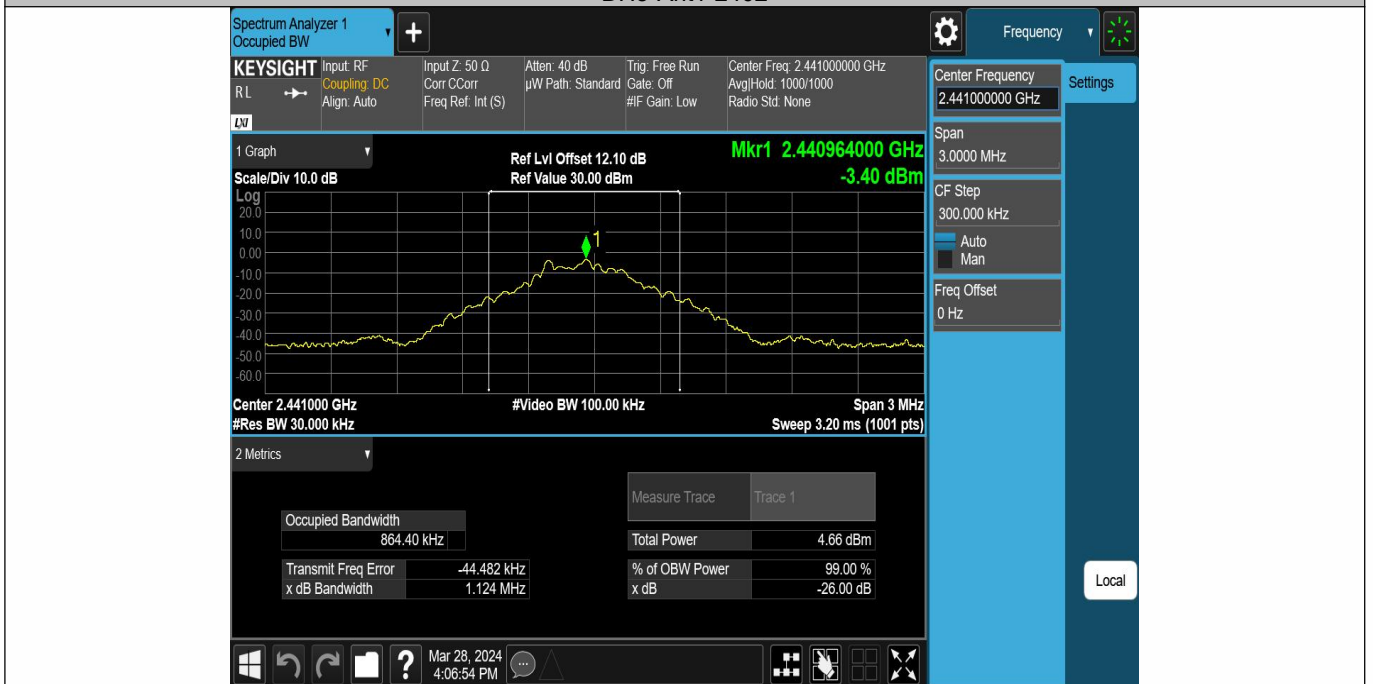 Spectrum Analyzer 1
Occupied BW
+
Frequency
KEYSIGHT
R L
LXI
Input: RF
Coupling: DC
Align: Auto
Input Z: 50 Ω
Corr CCorr
Freq Ref: Int (S)
Atten: 40 dB
µW Path: Standard
Trig: Free Run
Gate: Off
#IF Gain: Low
Center Freq: 2.441000000 GHz
Avg|Hold: 1000/1000
Radio Std: None
Center Frequency
2.441000000 GHz
Settings
Span
3.0000 MHz
CF Step
300.000 kHz
Auto
Man
Freq Offset
0 Hz
Local
1 Graph
Scale/Div 10.0 dB
Ref Lvl Offset 12.10 dB
Ref Value 30.00 dBm
Mkr1 2.440964000 GHz
-3.40 dBm
Log
20.0
10.0
0.00
-10.0
-20.0
-30.0
-40.0
-50.0
-60.0
1
Center 2.441000 GHz
#Video BW 100.00 kHz
Span 3 MHz
#Res BW 30.000 kHz
Sweep 3.20 ms (1001 pts)
2 Metrics
Measure Trace
Trace 1
Occupied Bandwidth
864.40 kHz
Total Power
4.66 dBm
Transmit Freq Error
-44.482 kHz
% of OBW Power
99.00 %
x dB Bandwidth
1.124 MHz
x dB
-26.00 dB
?
Mar 28, 2024
4:06:54 PM